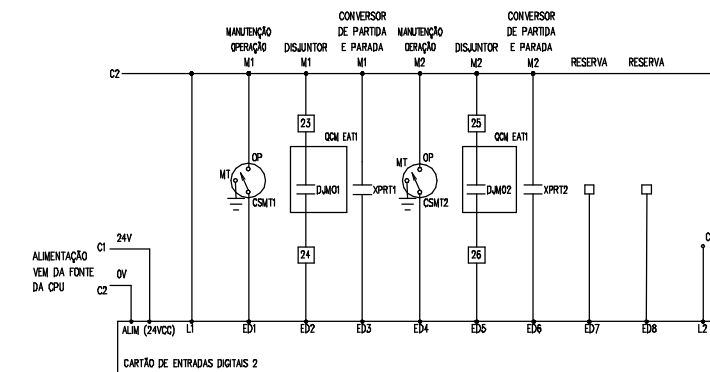 CONVERSOR
CONVERSOR
MANUTENÇÃO
DE PARTIDA
MANUTENÇÃO
DE PARTIDA
OPERAÇÃO
DISJUNTOR
E PARADA
OERAÇÃO
DISJUNTOR
E PARADA
M1
M1
M1
M2
M2
M2
RESERVA
RESERVA
C2
23
25
QCM EAT1
QCM EAT1
OP
OP
MT
MT
DJM01
XPRT1
DJM02
XPRT2
CSMT1
CSMT2
24
26
24V
C1
ALIMENTAÇÃO
VEM DA FONTE
DA CPU
0V
C2
C
ALIM (24VCC)
L1
ED1
ED2
ED3
ED4
ED5
ED6
ED7
ED8
L2
CARTÃO DE ENTRADAS DIGITAIS 2